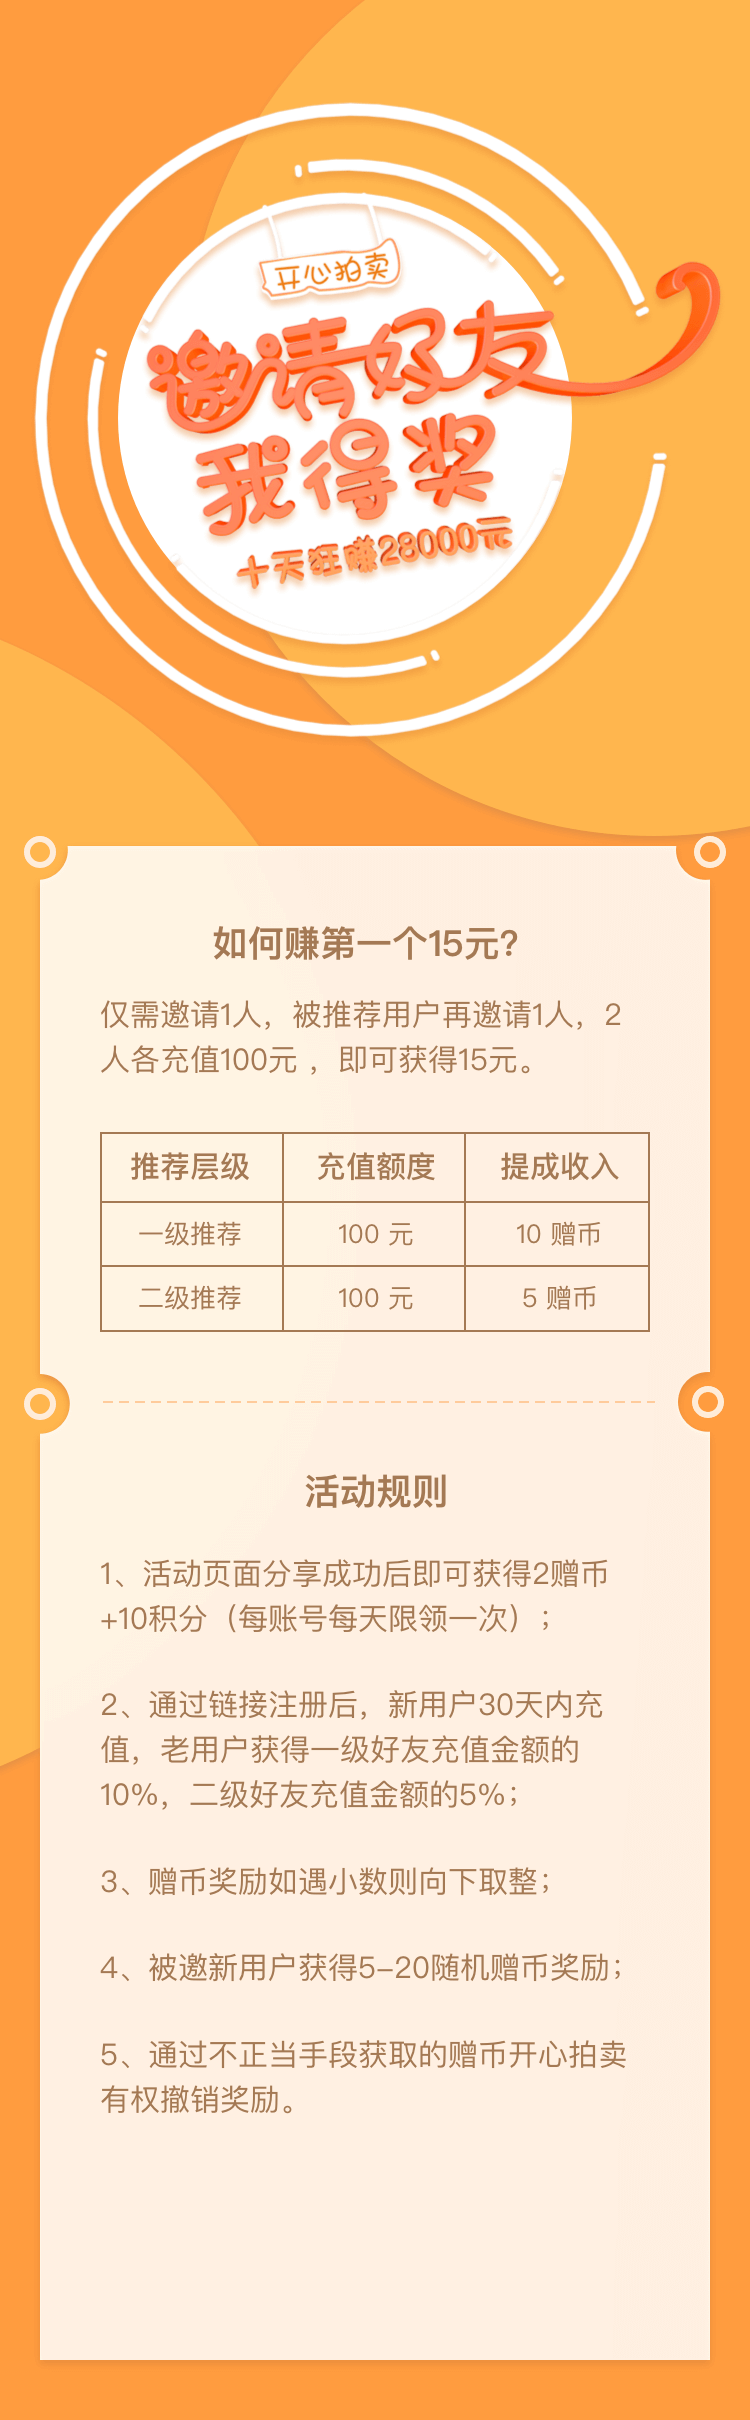 开心拍卖
邀请好友
我得奖
十天狂赚28000元
如何赚第一个15元?
仅需邀请1人，被推荐用户再邀请1人，2
人各充值100元 ，即可获得15元。
推荐层级 充值额度 提成收入
一级推荐 100 元 10 赠币
二级推荐 100 元 5 赠币
活动规则
1、活动页面分享成功后即可获得2赠币
+10积分（每账号每天限领一次）;
2、通过链接注册后，新用户30天内充
值，老用户获得一级好友充值金额的
10%，二级好友充值金额的5%;
3、赠币奖励如遇小数则向下取整;
4、被邀新用户获得5-20随机赠币奖励;
5、通过不正当手段获取的赠币开心拍卖
有权撤销奖励。